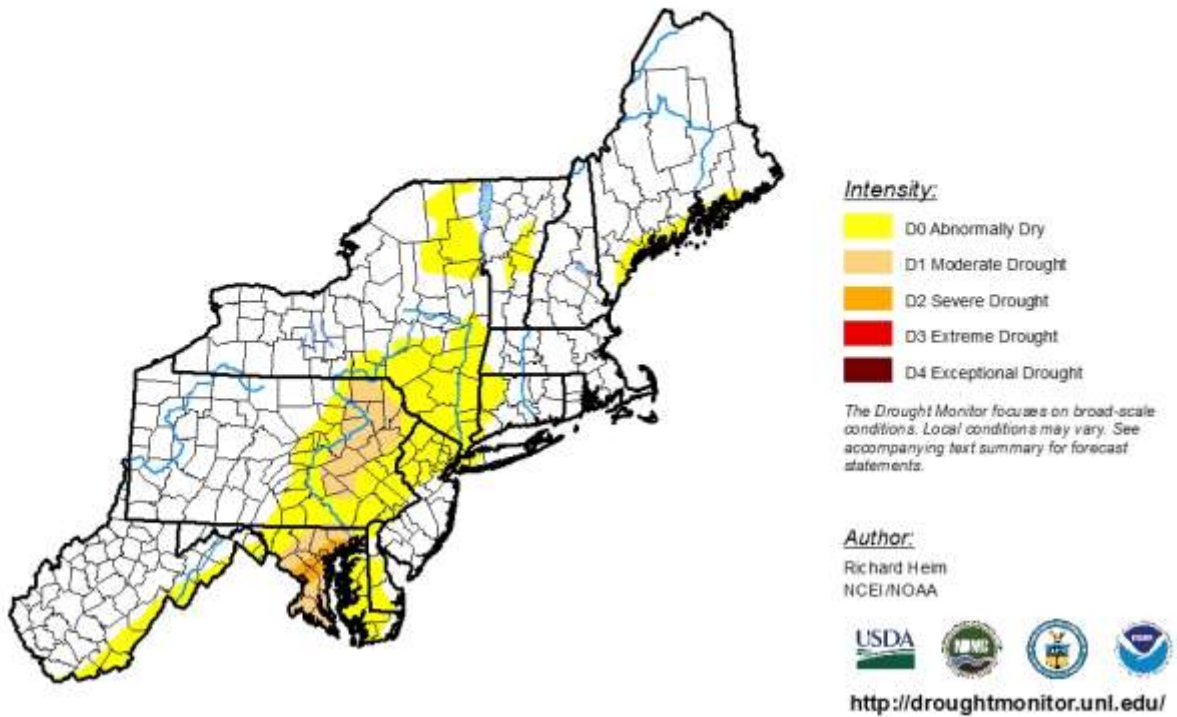 Intensity:
D0 Abnormally Dry
D1 Moderate Drought
D2 Severe Drought
D3 Extreme Drought
D4 Exceptional Drought
The Drought Monitor focuses on broad-scale
conditions. Local conditions may vary. See
accompanying text summary for forecast
statements.
Author:
Richard Heim
NCEI/NOAA
USDA
NDMC
http://droughtmonitor.unl.edu/